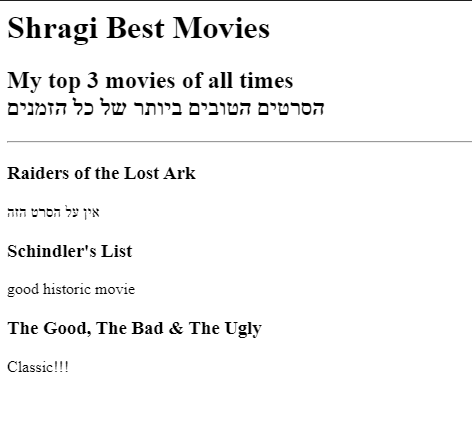 Shragi Best Movies
My top 3 movies of all times
הסרטים הטובים ביותר של כל הזמנים
Raiders of the Lost Ark
אין על הסרט הזה
Schindler's List
good historic movie
The Good, The Bad & The Ugly
Classic!!!